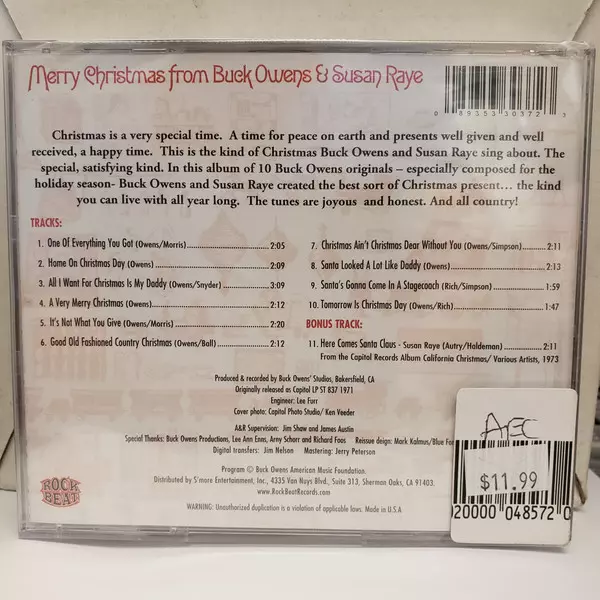 Merry Christmas from Buck Owens & Susan Raye
0 89353 30372 3
Christmas is a very special time. A time for peace on earth and presents well given and well
received, a happy time. This is the kind of Christmas Buck Owens and Susan Raye sing about. The
special, satisfying kind. In this album of 10 Buck Owens originals – especially composed for the
holiday season- Buck Owens and Susan Raye created the best sort of Christmas present... the kind
you can live with all year long. The tunes are joyous and honest. And all country!
TRACKS:
1. One Of Everything You Got (Owens/Morris) 2:05
2. Home On Christmas Day (Owens) 2:09
3. All I Want For Christmas Is My Daddy (Owens/Snyder) 3:09
4. A Very Merry Christmas (Owens) 2:12
5. It's Not What You Give (Owens/Morris) 2:20
6. Good Old Fashioned Country Christmas (Owens/Ball) 2:12
7. Christmas Ain't Christmas Dear Without You (Owens/Simpson) 2:11
8. Santa Looked A Lot Like Daddy (Owens) 2:13
9. Santa's Gonna Come In A Stagecoach (Rich/Simpson) 1:59
10. Tomorrow Is Christmas Day (Owens/Rich) 1:47
BONUS TRACK:
11. Here Comes Santa Claus - Susan Raye (Autry/Haldeman) 2:11
From the Capitol Records Album California Christmas/ Various Artists, 1973
Produced & recorded by Buck Owens' Studios, Bakersfield, CA
Originally released as Capitol LP ST 837 1971
Engineer: Lee Furr
Cover photo: Capitol Photo Studio/ Ken Veeder
A&R Supervision: Jim Shaw and James Austin
Special Thanks: Buck Owens Productions, Lee Ann Enns, Arny Schorr and Richard Foos Reissue design: Mark Kalmus/Blue For
Digital transfers: Jim Nelson Mastering: Jerry Peterson
Program © Buck Owens American Music Foundation.
Distributed by S'more Entertainment, Inc., 4335 Van Nuys Blvd., Suite 313, Sherman Oaks, CA 91403.
www.RockBeatRecords.com
WARNING: Unauthorized duplication is a violation of applicable laws. Made in U.S.A
ROCK
BEAT
$11.99
20000 048572 0